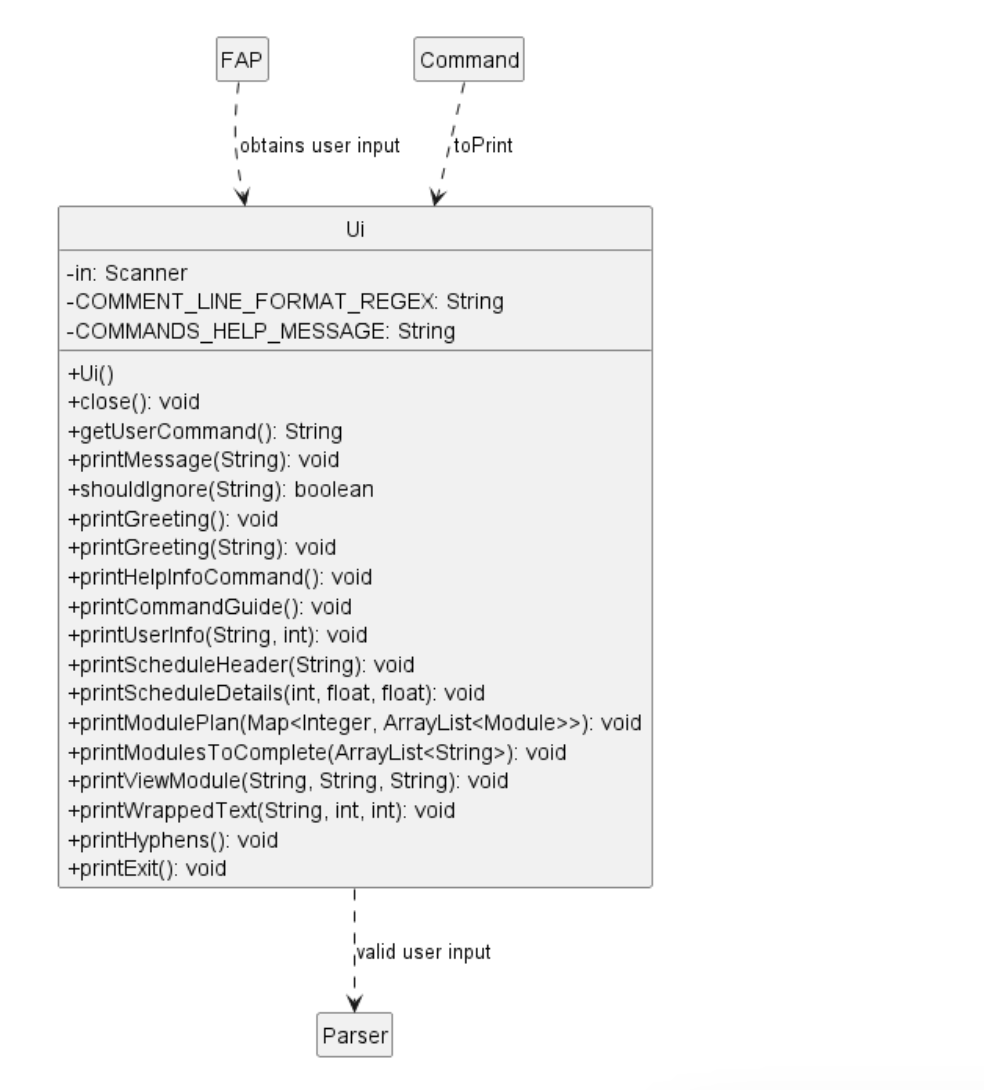 FAP
Command
obtains user input
toPrint
Ui
-in: Scanner
-COMMENT_LINE_FORMAT_REGEX: String
-COMMANDS_HELP_MESSAGE: String
+Ui()
+close(): void
+getUserCommand(): String
+printMessage(String): void
+shouldIgnore(String): boolean
+printGreeting(): void
+printGreeting(String): void
+printHelpInfoCommand(): void
+printCommandGuide(): void
+printUserInfo(String, int): void
+printScheduleHeader(String): void
+printScheduleDetails(int, float, float): void
+printModulePlan(Map<Integer, ArrayList<Module>>): void
+printModulesToComplete(ArrayList<String>): void
+printViewModule(String, String, String): void
+printWrappedText(String, int, int): void
+printHyphens(): void
+printExit(): void
valid user input
Parser